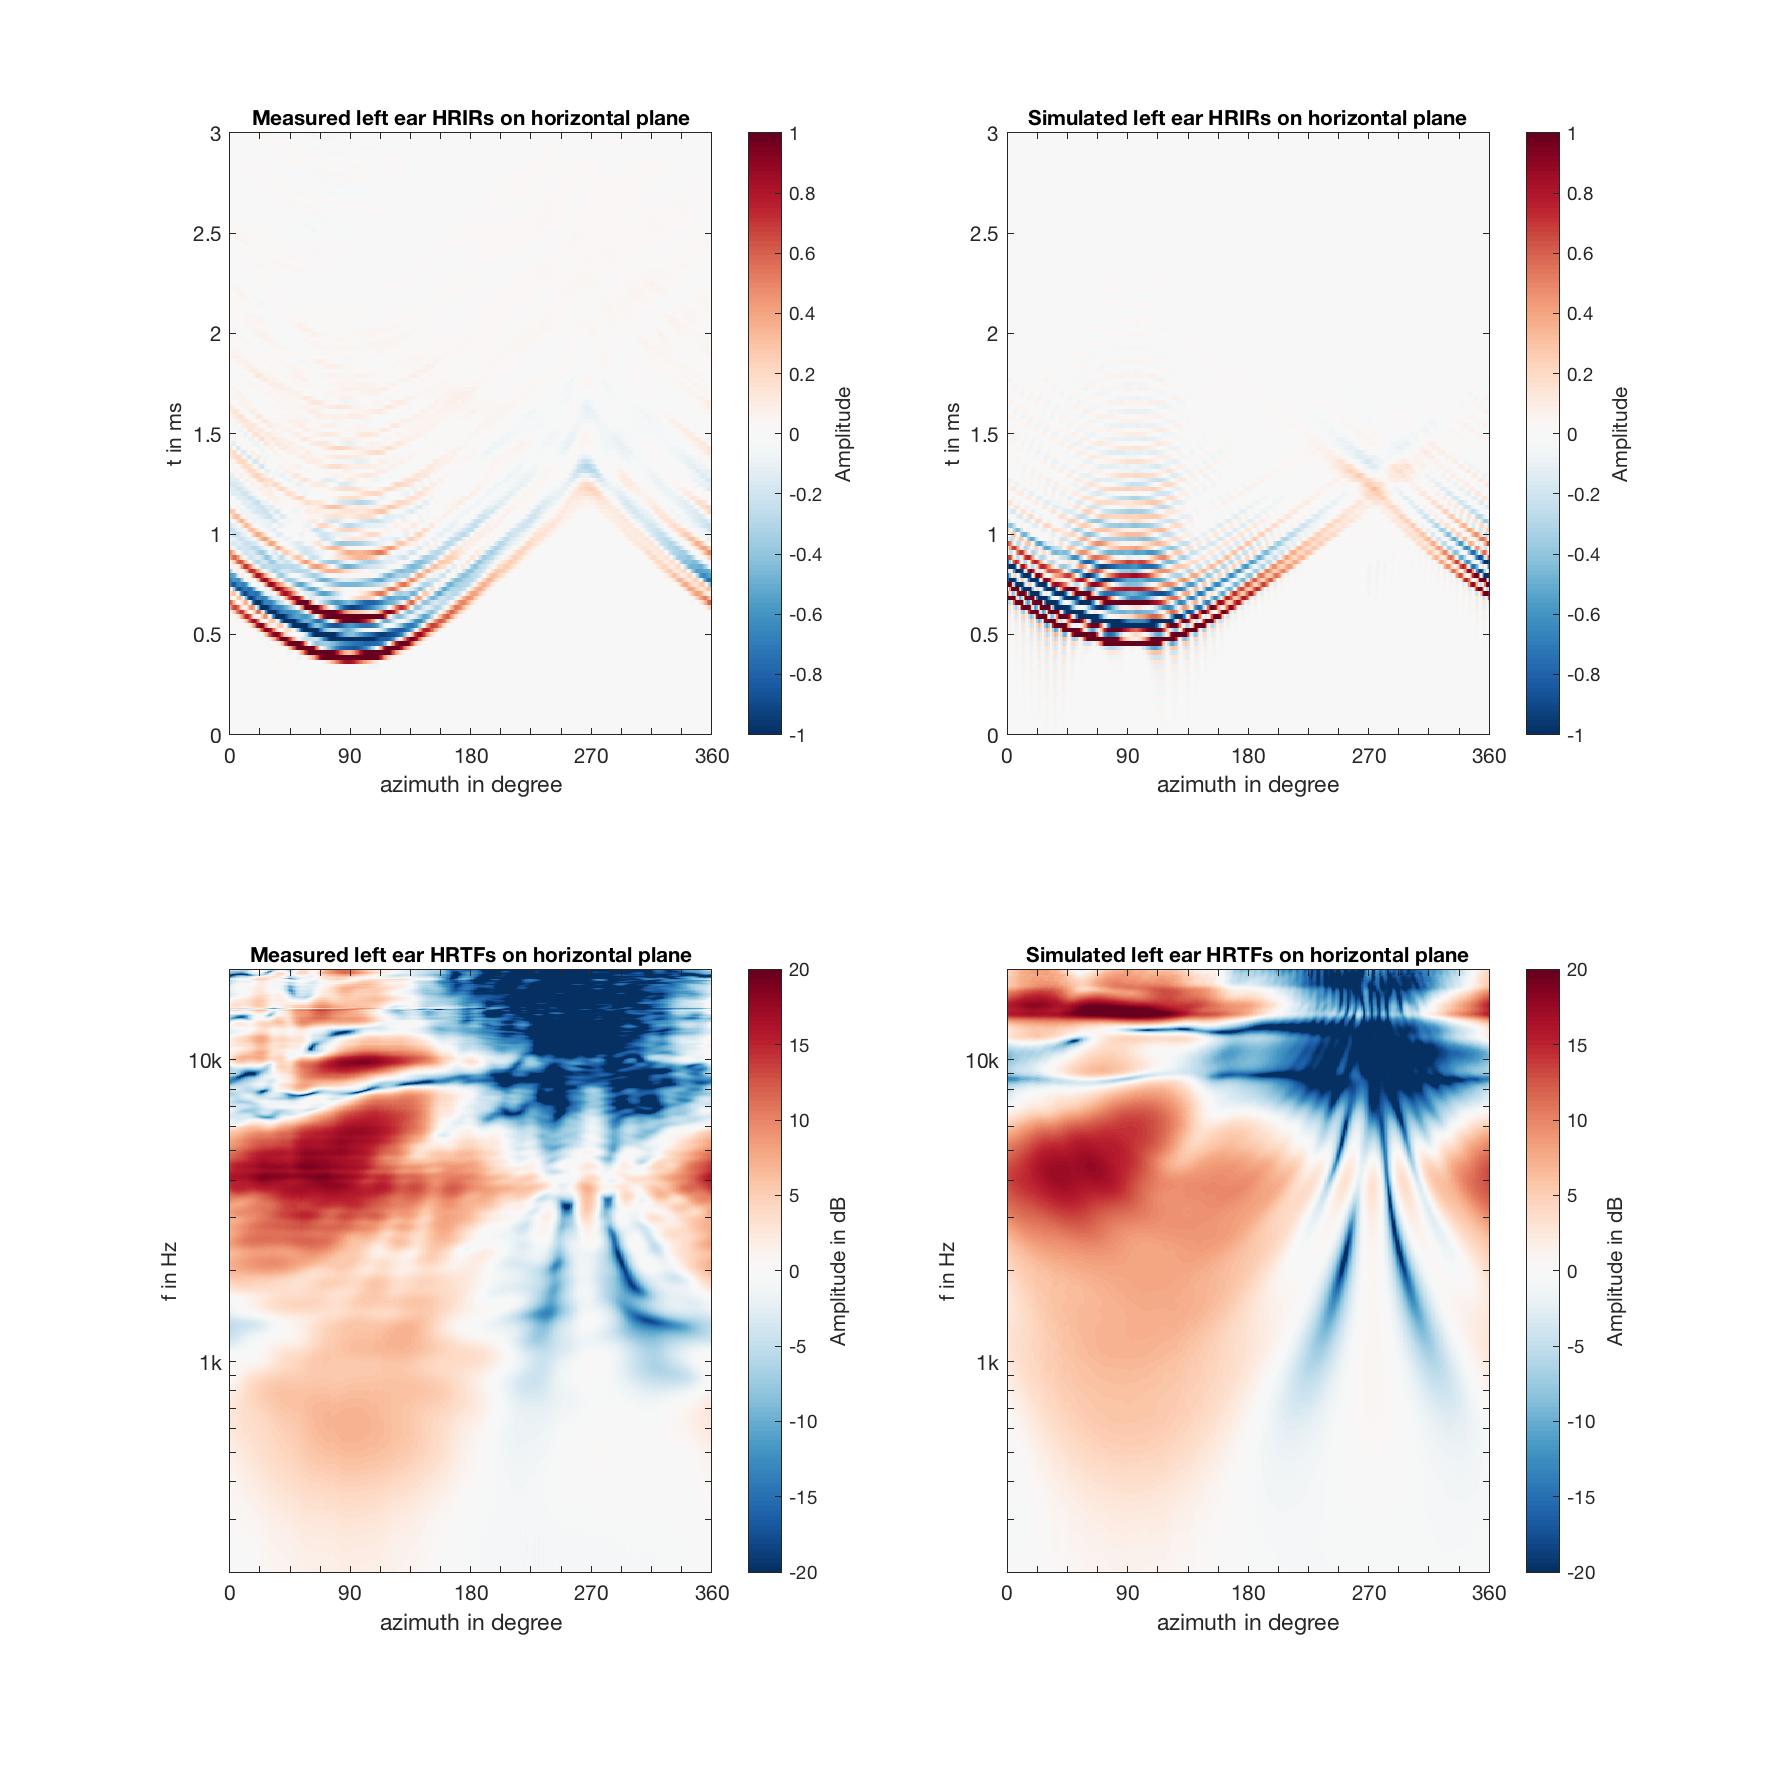 Measured left ear HRIRs on horizontal plane
3
2.5
2
1.5
1
0.5
0
t in ms
0 90 180 270 360
azimuth in degree
1
0.8
0.6
0.4
0.2
0
-0.2
-0.4
-0.6
-0.8
-1
Amplitude
Simulated left ear HRIRs on horizontal plane
3
2.5
2
1.5
1
0.5
0
t in ms
0 90 180 270 360
azimuth in degree
1
0.8
0.6
0.4
0.2
0
-0.2
-0.4
-0.6
-0.8
-1
Amplitude
Measured left ear HRTFs on horizontal plane
10k
1k
f in Hz
0 90 180 270 360
azimuth in degree
20
15
10
5
0
-5
-10
-15
-20
Amplitude in dB
Simulated left ear HRTFs on horizontal plane
10k
1k
f in Hz
0 90 180 270 360
azimuth in degree
20
15
10
5
0
-5
-10
-15
-20
Amplitude in dB